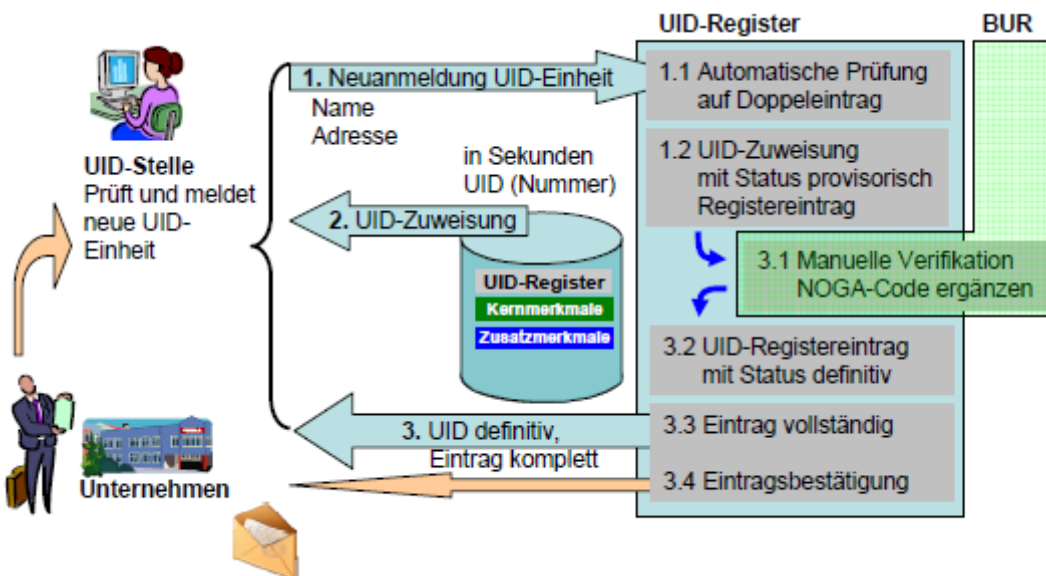 UID-Register
BUR
1. Neuanmeldung UID-Einheit
Name
Adresse
1.1 Automatische Prüfung
auf Doppeleintrag
UID-Stelle
Prüft und meldet
neue UID-
Einheit
in Sekunden
UID (Nummer)
1.2 UID-Zuweisung
mit Status provisorisch
Registereintrag
2. UID-Zuweisung
3.1 Manuelle Verifikation
NOGA-Code ergänzen
UID-Register
Kernmerkmale
Zusatzmerkmale
3.2 UID-Registereintrag
mit Status definitiv
3. UID definitiv,
Eintrag komplett
3.3 Eintrag vollständig
3.4 Eintragsbestätigung
Unternehmen